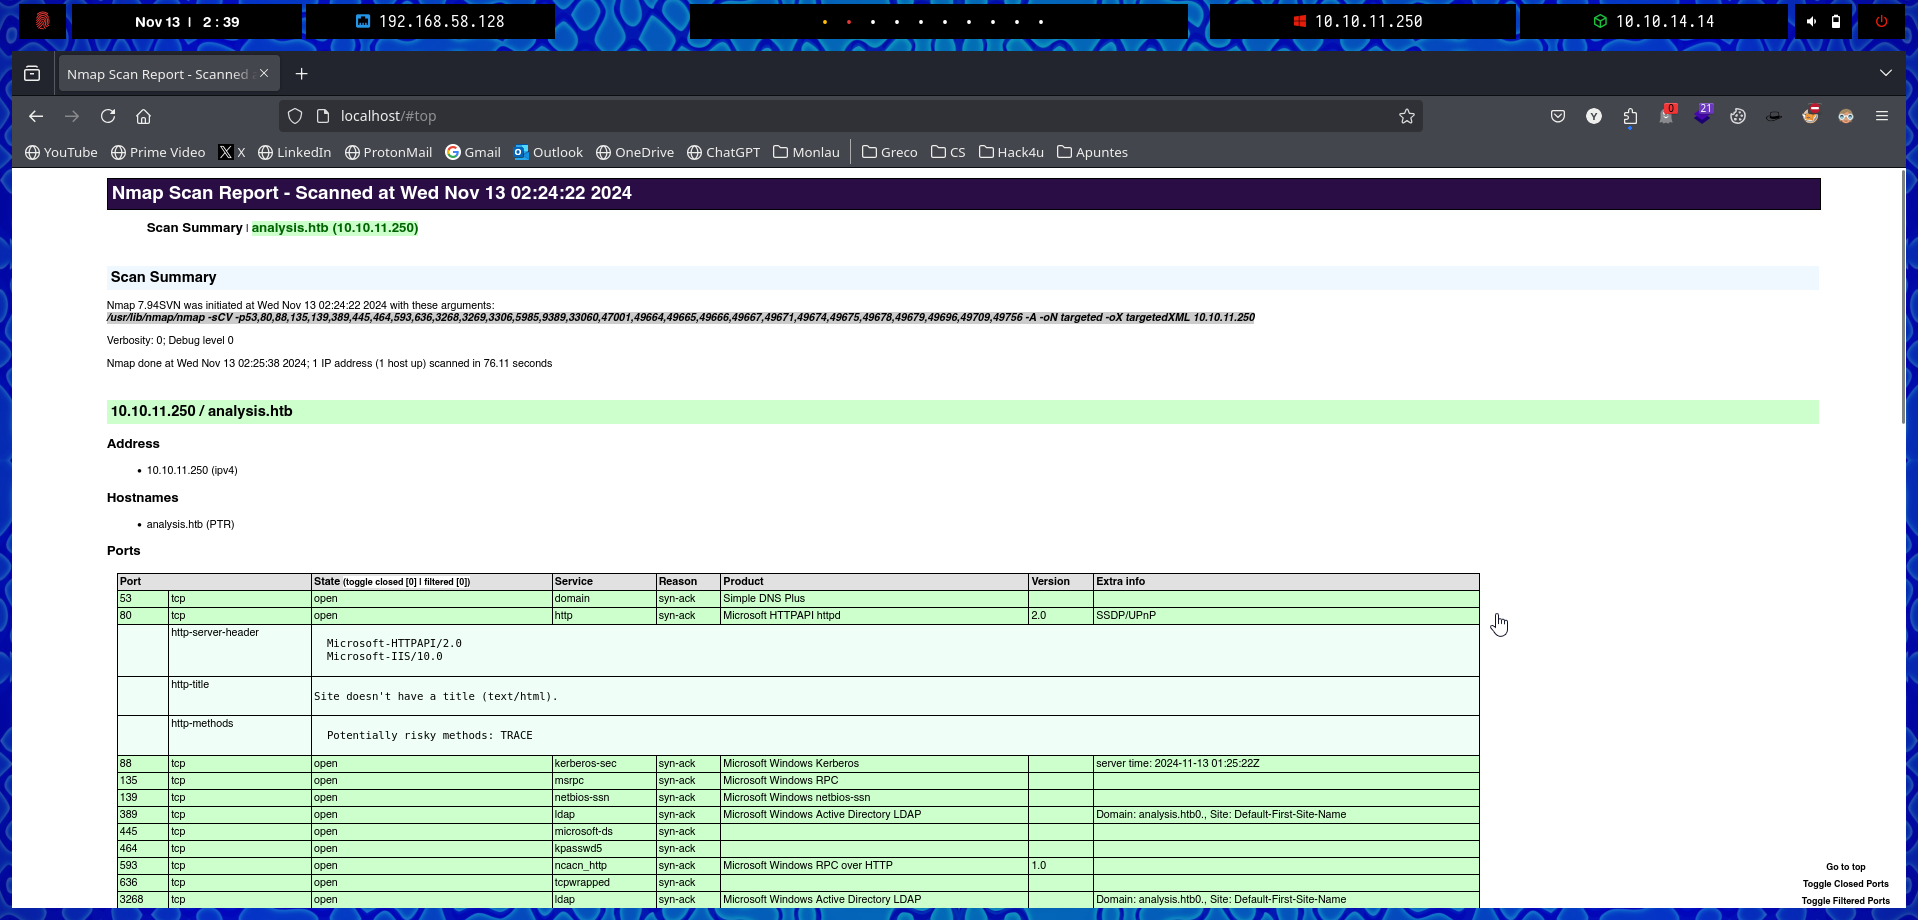 Nov 13 | 2 : 39 192.168.58.128 10.10.11.250 10.10.14.14
Nmap Scan Report - Scanned
localhost/#top
0 21
YouTube Prime Video X LinkedIn ProtonMail Gmail Outlook OneDrive ChatGPT Monlau Greco CS Hack4u Apuntes
Nmap Scan Report - Scanned at Wed Nov 13 02:24:22 2024
Scan Summary | analysis.htb (10.10.11.250)
Scan Summary
Nmap 7.94SVN was initiated at Wed Nov 13 02:24:22 2024 with these arguments:
/usr/lib/nmap/nmap -sCV -p53,80,88,135,139,389,445,464,593,636,3268,3269,3306,5985,9389,33060,47001,49664,49665,49666,49667,49671,49674,49675,49678,49679,49696,49709,49756 -A -oN targeted -oX targetedXML 10.10.11.250
Verbosity: 0; Debug level 0
Nmap done at Wed Nov 13 02:25:38 2024; 1 IP address (1 host up) scanned in 76.11 seconds
10.10.11.250 / analysis.htb
Address
• 10.10.11.250 (ipv4)
Hostnames
• analysis.htb (PTR)
Ports
Port State (toggle closed [0] | filtered [0]) Service Reason Product Version Extra info
53 tcp open domain syn-ack Simple DNS Plus
80 tcp open http syn-ack Microsoft HTTPAPI httpd 2.0 SSDP/UPnP
http-server-header
Microsoft-HTTPAPI/2.0
Microsoft-IIS/10.0
http-title
Site doesn't have a title (text/html).
http-methods
Potentially risky methods: TRACE
88 tcp open kerberos-sec syn-ack Microsoft Windows Kerberos server time: 2024-11-13 01:25:22Z
135 tcp open msrpc syn-ack Microsoft Windows RPC
139 tcp open netbios-ssn syn-ack Microsoft Windows netbios-ssn
389 tcp open ldap syn-ack Microsoft Windows Active Directory LDAP Domain: analysis.htb0., Site: Default-First-Site-Name
445 tcp open microsoft-ds syn-ack
464 tcp open kpasswd5 syn-ack
593 tcp open ncacn_http syn-ack Microsoft Windows RPC over HTTP 1.0
636 tcp open tcpwrapped syn-ack
3268 tcp open ldap syn-ack Microsoft Windows Active Directory LDAP Domain: analysis.htb0., Site: Default-First-Site-Name
Go to top
Toggle Closed Ports
Toggle Filtered Ports